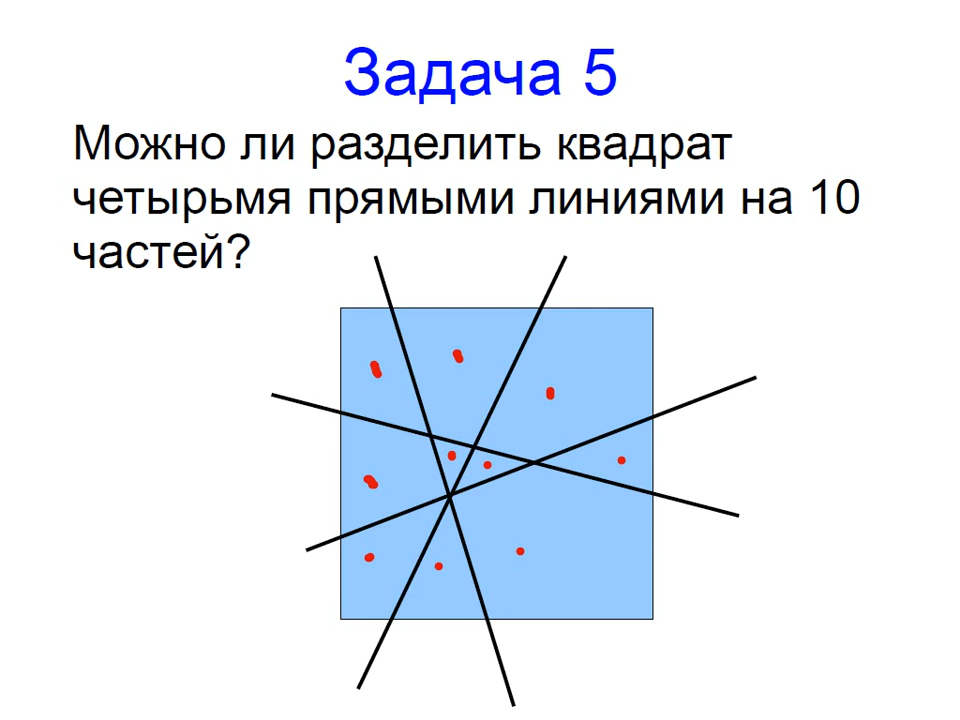 Задача 5
Можно ли разделить квадрат
четырьмя прямыми линиями на 10
частей?